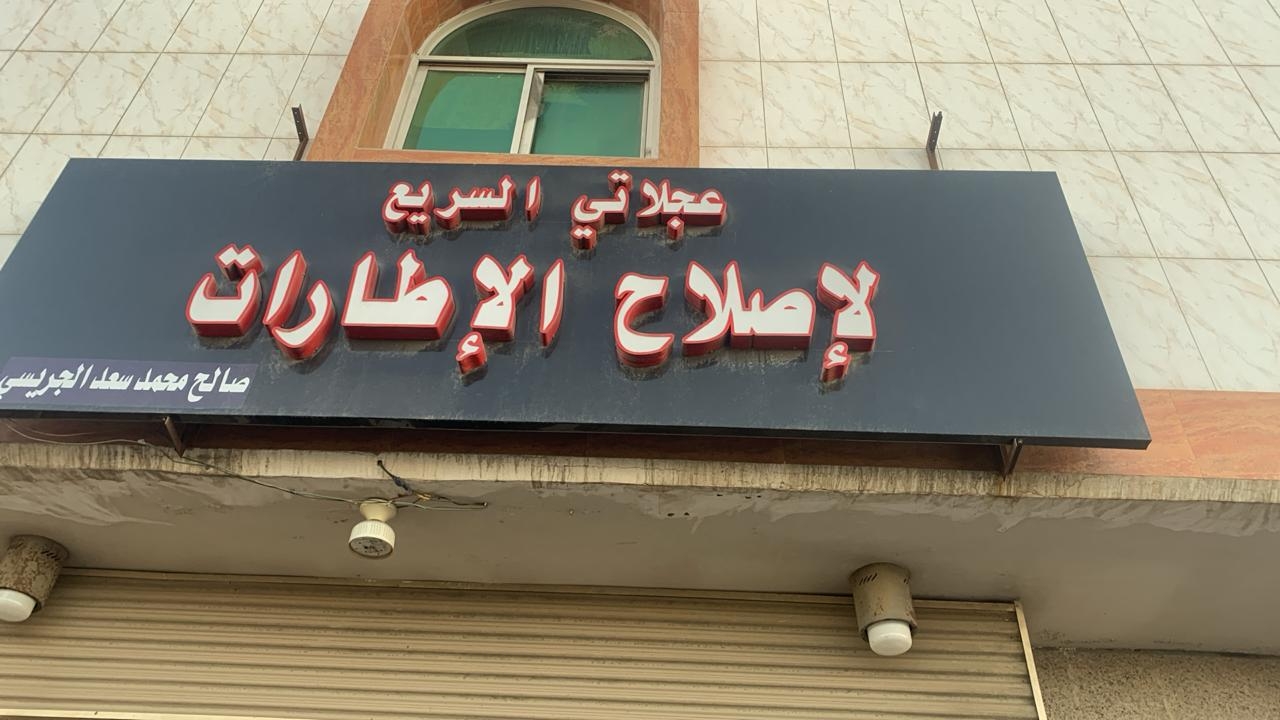 عجلاتي السريع
لإصلاح الإطارات
صالح محمد سعد الجريسي